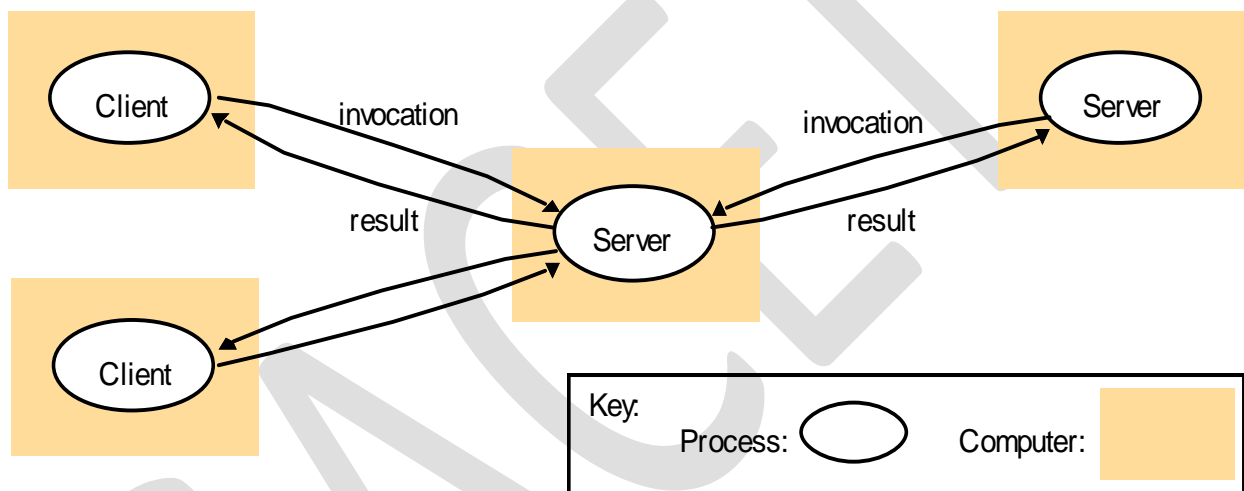 Client
invocation
result
Server
invocation
result
Server
Client
Key:
Process:
Computer: